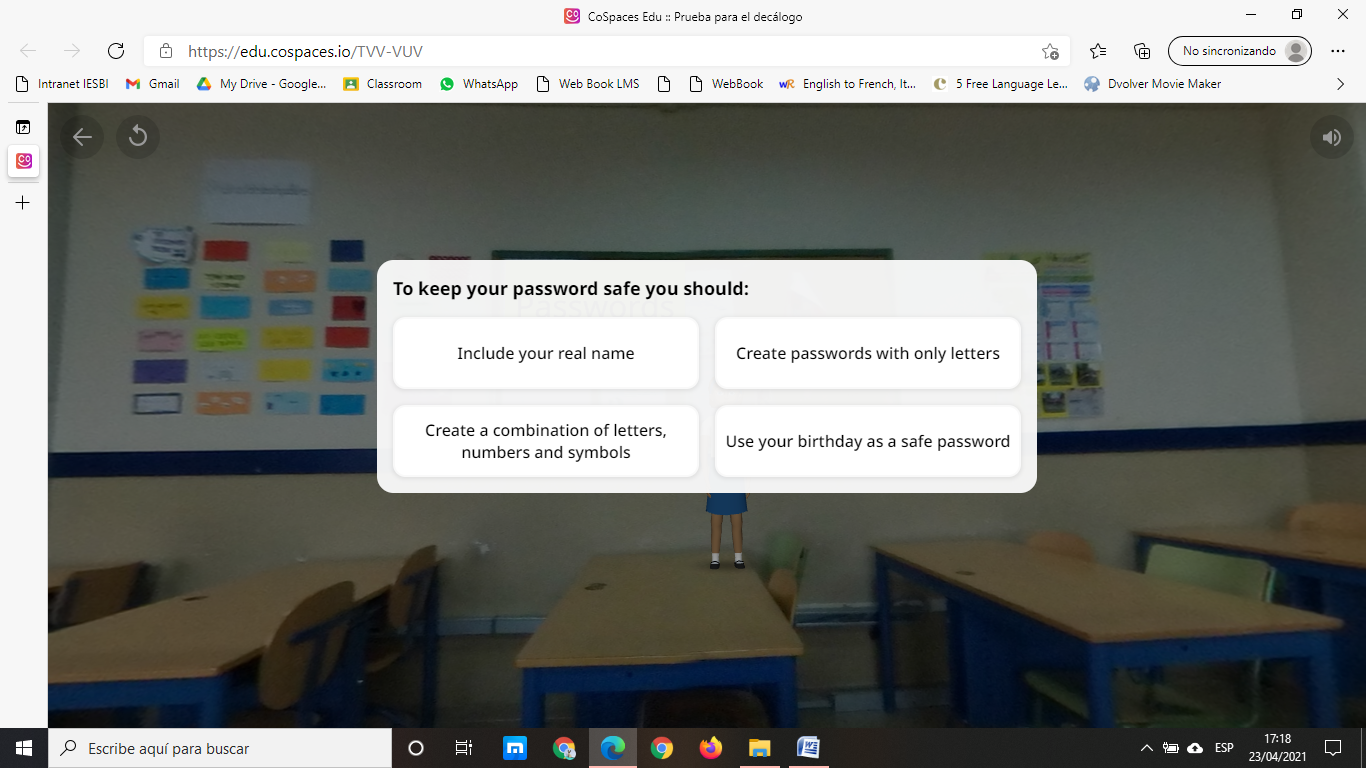 CoSpaces Edu :: Prueba para el decálogo
https://edu.cospaces.io/TVV-VUV
No sincronizando
Intranet IESBI
Gmail
My Drive - Google...
Classroom
WhatsApp
Web Book LMS
WebBook
English to French, It...
5 Free Language Le...
Dvolver Movie Maker
Passwords
To keep your password safe you should:
Include your real name
Create passwords with only letters
Create a combination of letters,
numbers and symbols
Use your birthday as a safe password
Escribe aquí para buscar
ESP
17:18
23/04/2021